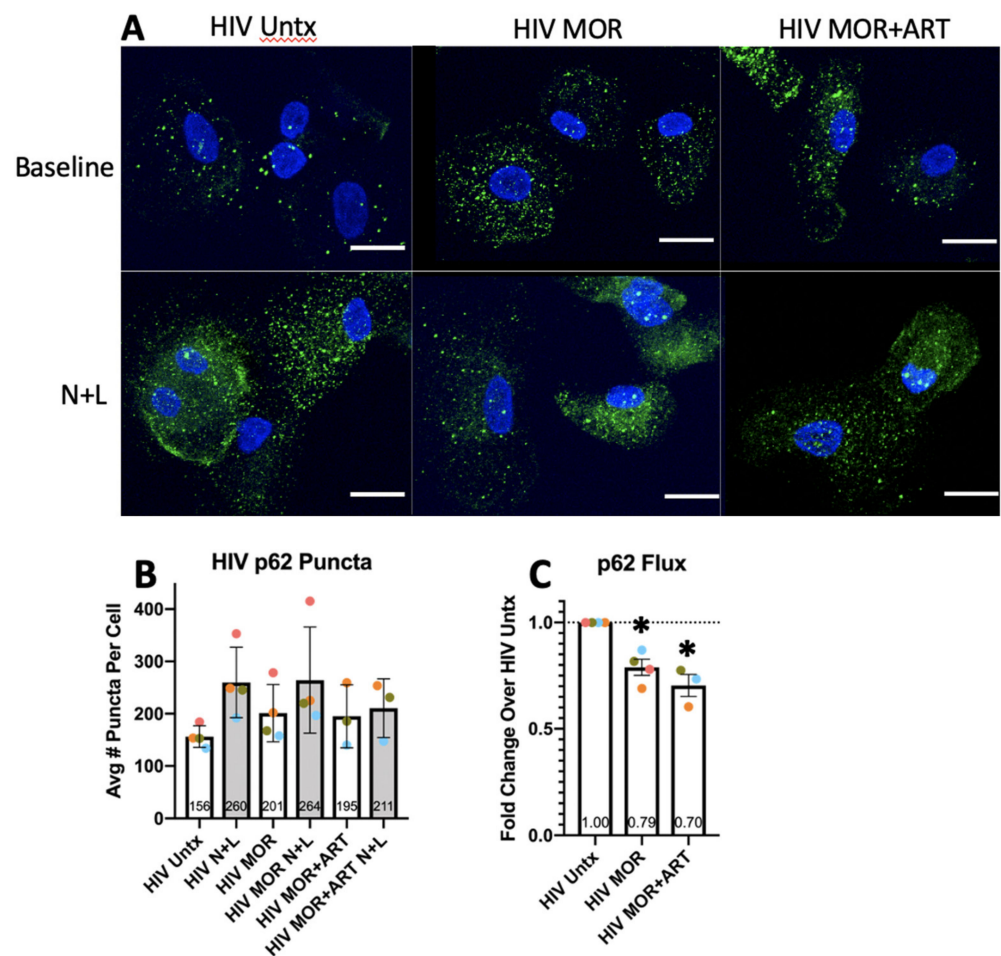 A
HIV Untx
HIV MOR
HIV MOR+ART
Baseline
N+L
B
HIV p62 Puncta
Avg # Puncta Per Cell
400
300
200
100
0
156
260
201
264
195
211
HIV Untx
HIV N+L
HIV MOR
HIV MOR N+L
HIV MOR+ART
HIV MOR+ART N+L
C
p62 Flux
Fold Change Over HIV Untx
1.0
0.5
0.0
*
*
1.00
0.79
0.70
HIV Untx
HIV MOR
HIV MOR+ART